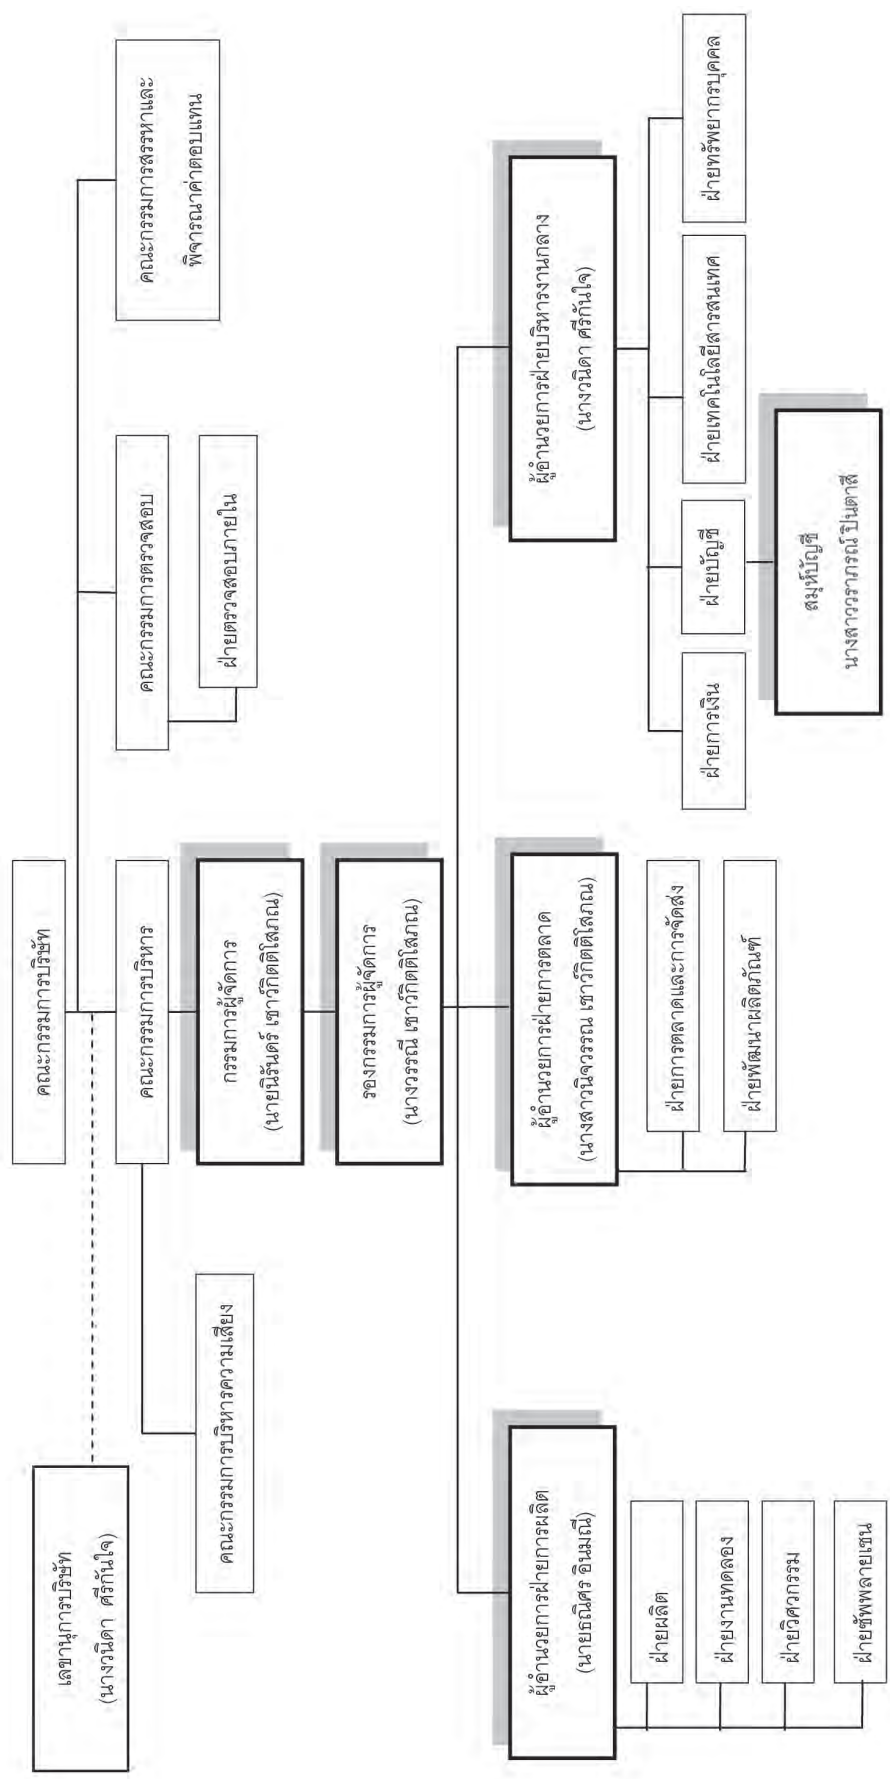 คณะกรรมการบริษัท
เลขานุการบริษัท
(นางวนิดา ศรีกันใจ)
คณะกรรมการบริหาร
คณะกรรมการตรวจสอบ
คณะกรรมการสรรหาและ
พิจารณาค่าตอบแทน
คณะกรรมการบริหารความเสี่ยง
ฝ่ายตรวจสอบภายใน
กรรมการผู้จัดการ
(นายนิรันดร์ เชาว์กิตติโสภณ)
รองกรรมการผู้จัดการ
(นางวรรณี เชาว์กิตติโสภณ)
ผู้อำนวยการฝ่ายการผลิต
(นายธณิศร อินมณี)
ฝ่ายผลิต
ฝ่ายงานทดลอง
ฝ่ายวิศวกรรม
ฝ่ายซัพพลายเชน
ผู้อำนวยการฝ่ายการตลาด
(นางสาวนิจวรรณ เชาว์กิตติโสภณ)
ฝ่ายการตลาดและการจัดส่ง
ฝ่ายพัฒนาผลิตภัณฑ์
ผู้อำนวยการฝ่ายบริหารงานกลาง
(นางวนิดา ศรีกันใจ)
ฝ่ายการเงิน
ฝ่ายบัญชี
ฝ่ายเทคโนโลยีสารสนเทศ
ฝ่ายทรัพยากรบุคคล
สมุห์บัญชี
นางสาววราภรณ์ ปินตาสี